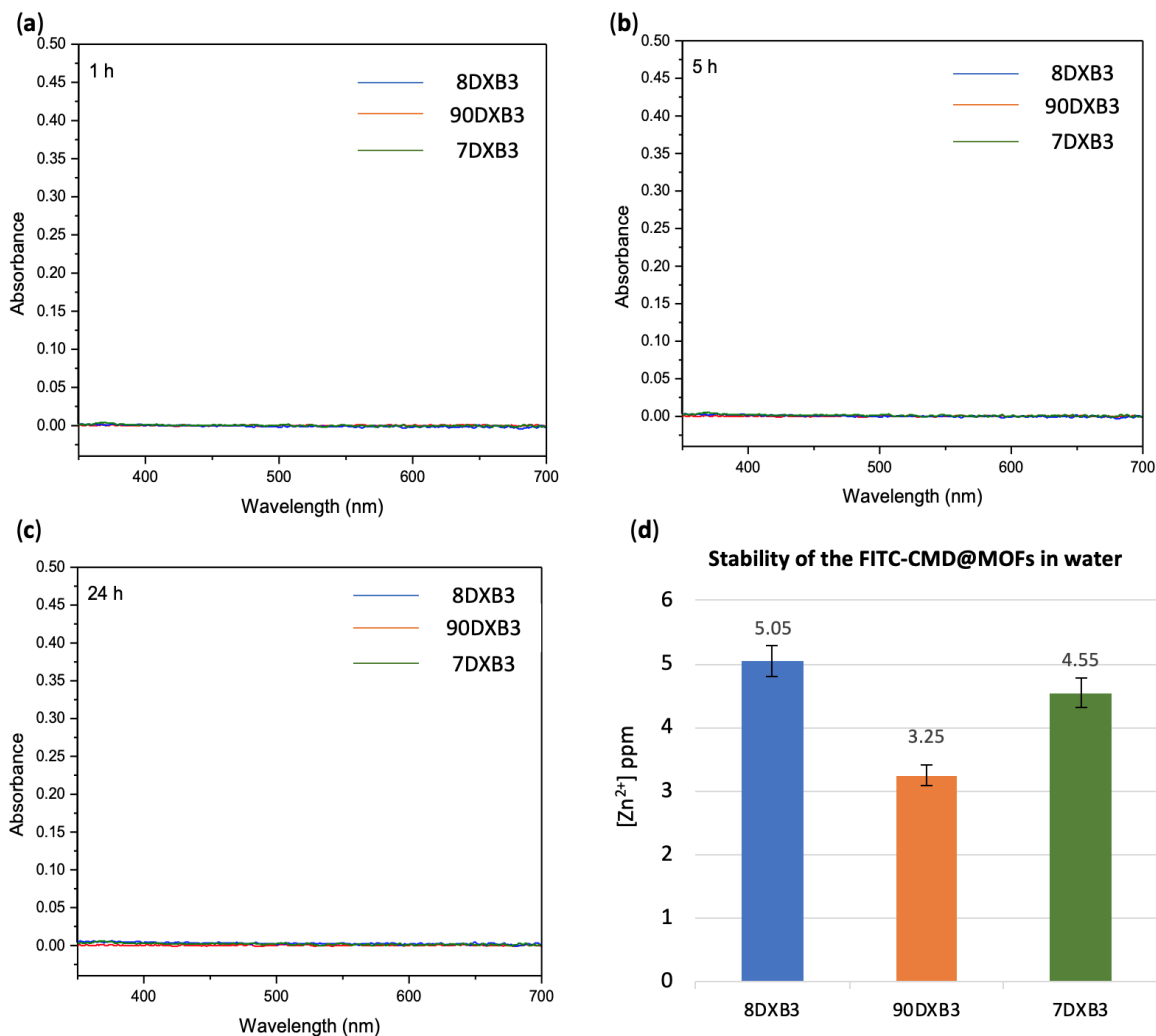 (a)
0.50
0.45
0.40
0.35
0.30
0.25
0.20
0.15
0.10
0.05
0.00
Absorbance
1 h
8DXB3
90DXB3
7DXB3
400 500 600 700
Wavelength (nm)
(b)
0.50
0.45
0.40
0.35
0.30
0.25
0.20
0.15
0.10
0.05
0.00
Absorbance
5 h
8DXB3
90DXB3
7DXB3
400 500 600 700
Wavelength (nm)
(c)
0.50
0.45
0.40
0.35
0.30
0.25
0.20
0.15
0.10
0.05
0.00
Absorbance
24 h
8DXB3
90DXB3
7DXB3
400 500 600 700
Wavelength (nm)
(d)
Stability of the FITC-CMD@MOFs in water
6
5
4
3
2
1
0
[Zn²⁺] ppm
5.05
3.25
4.55
8DXB3 90DXB3 7DXB3